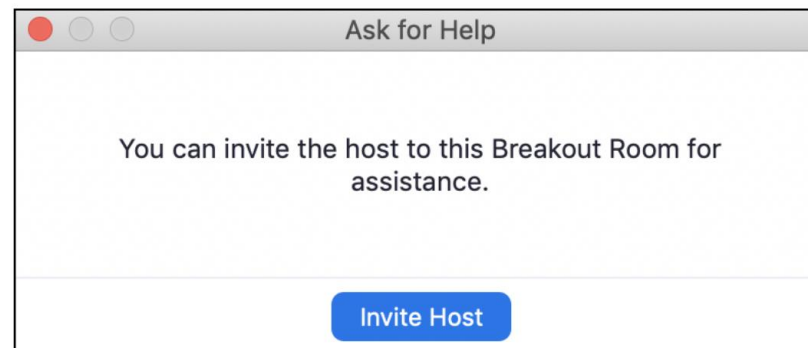 Ask for Help
You can invite the host to this Breakout Room for
assistance.
Invite Host